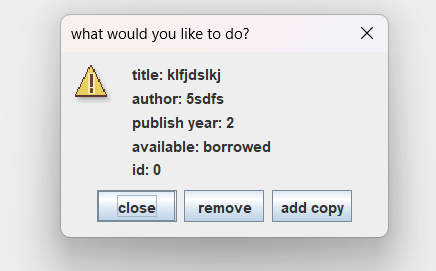 what would you like to do?
title: klfjdslkj
author: 5sdfs
publish year: 2
available: borrowed
id: 0
close remove add copy